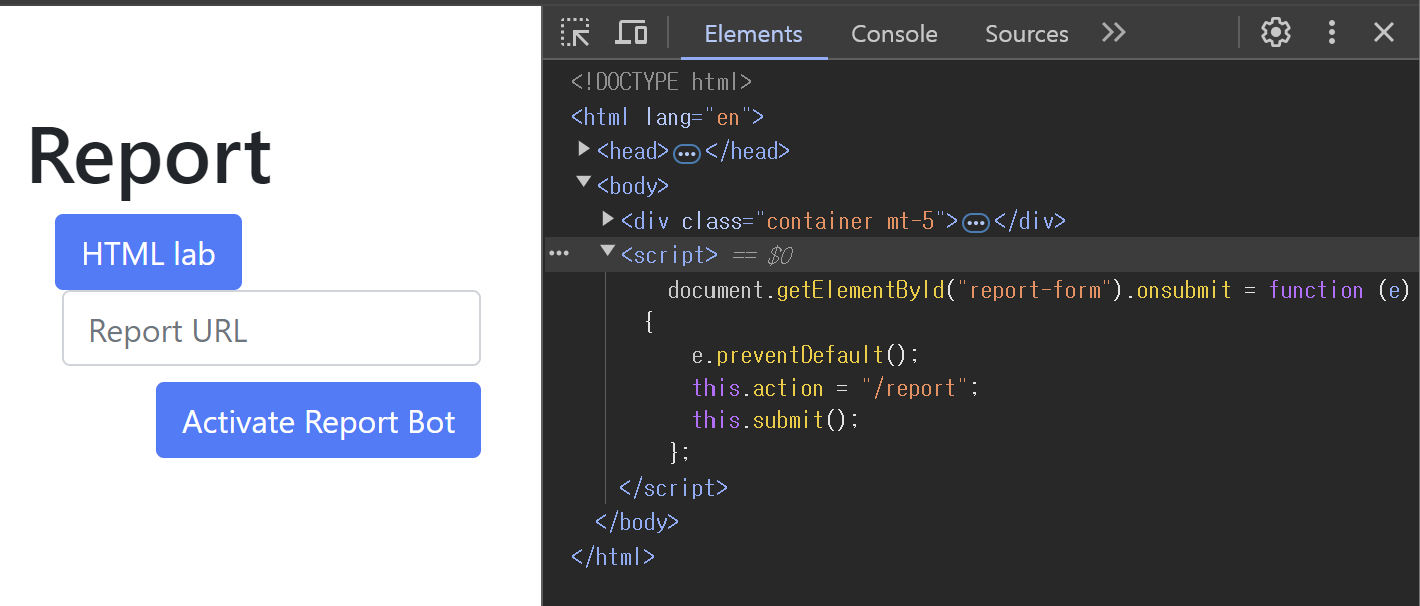 Report
HTML lab
Report URL
Activate Report Bot
Elements Console Sources
<!DOCTYPE html>
<html lang="en">
<head> </head>
<body>
<div class="container mt-5"> </div>
<script> == $0
document.getElementById("report-form").onsubmit = function (e)
{
e.preventDefault();
this.action = "/report";
this.submit();
};
</script>
</body>
</html>